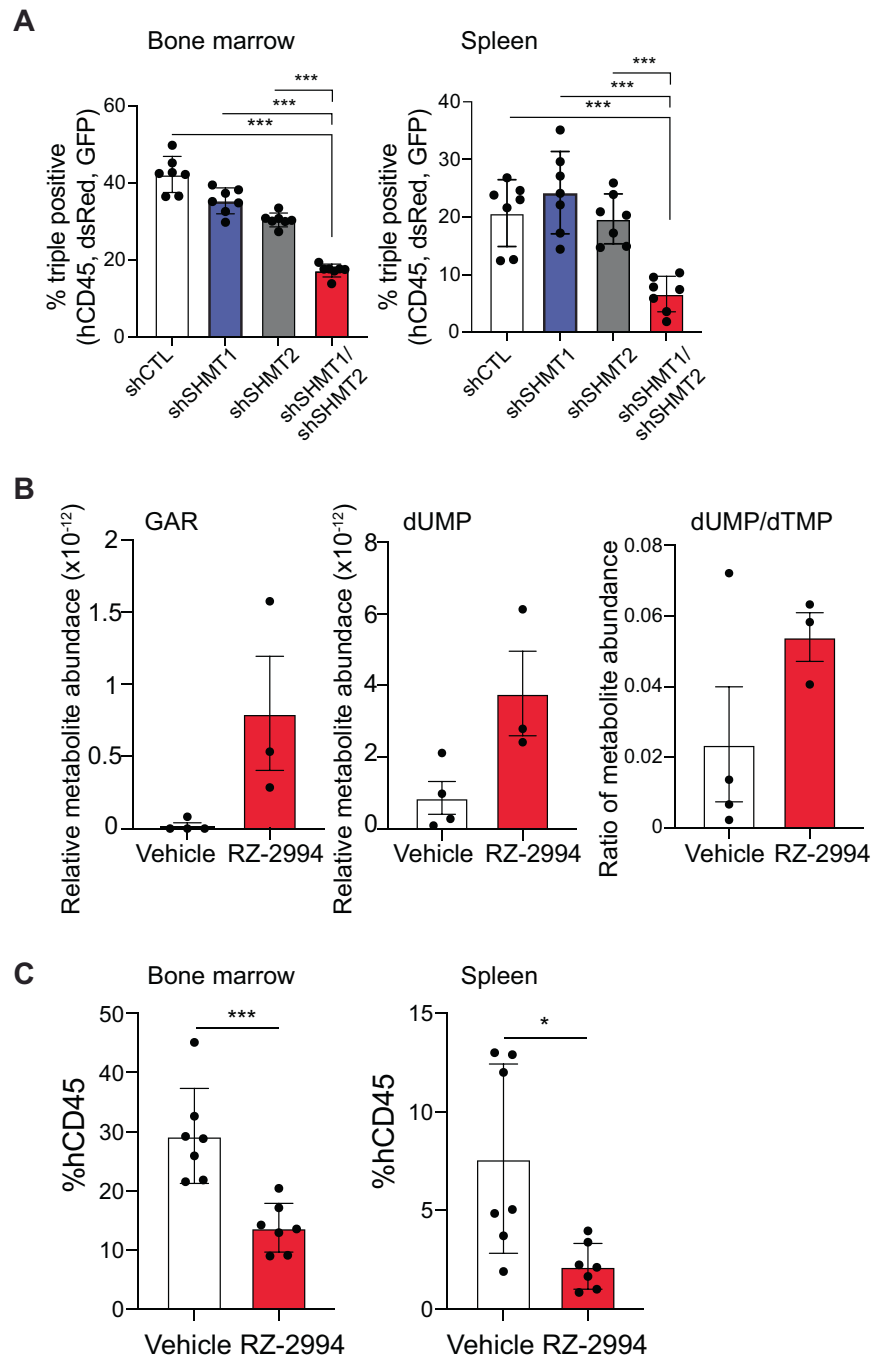 A
Bone marrow
Spleen
***
***
***
***
***
***
% triple positive
(hCD45, dsRed, GFP)
60
40
20
0
shCTL
shSHMT1
shSHMT2
shSHMT1/
shSHMT2
% triple positive
(hCD45, dsRed, GFP)
40
30
20
10
0
shCTL
shSHMT1
shSHMT2
shSHMT1/
shSHMT2
B
GAR
dUMP
dUMP/dTMP
Relative metabolite abundace (x10-12)
2
1.5
1
0.5
0
Vehicle RZ-2994
Relative metabolite abundace (x10-12)
8
6
4
2
0
Vehicle RZ-2994
Ratio of metabolite abundance
0.08
0.06
0.04
0.02
0
Vehicle RZ-2994
C
Bone marrow
Spleen
***
*
%hCD45
50
40
30
20
10
0
Vehicle RZ-2994
%hCD45
15
10
5
0
Vehicle RZ-2994